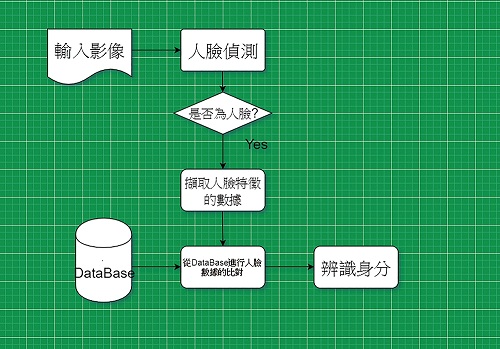 輸入影像
人臉偵測
是否為人臉?
Yes
擷取人臉特徵
的數據
DataBase
從DataBase進行人臉
數據的比對
辨識身分